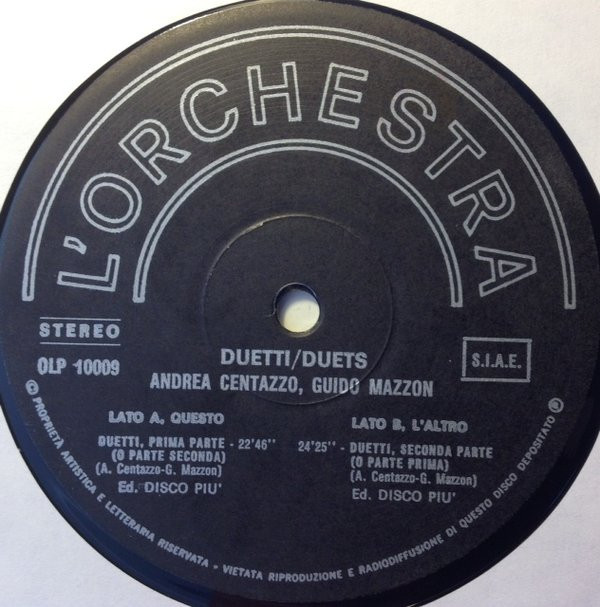 L'ORCHESTRA
STEREO
OLP 10009
S.I.A.E.
DUETTI/DUETS
ANDREA CENTAZZO, GUIDO MAZZON
LATO A, QUESTO
DUETTI, PRIMA PARTE - 22'46''
(O PARTE SECONDA)
(A. Centazzo-G. Mazzon)
Ed. DISCO PIU'
LATO B, L'ALTRO
24'25'' - DUETTI, SECONDA PARTE
(O PARTE PRIMA)
(A. Centazzo-G. Mazzon)
Ed. DISCO PIU'
© PROPRIETA ARTISTICA E LETTERARIA RISERVATA • VIETATA RIPRODUZIONE E RADIODIFFUSIONE DI QUESTO DISCO DEPOSITATO